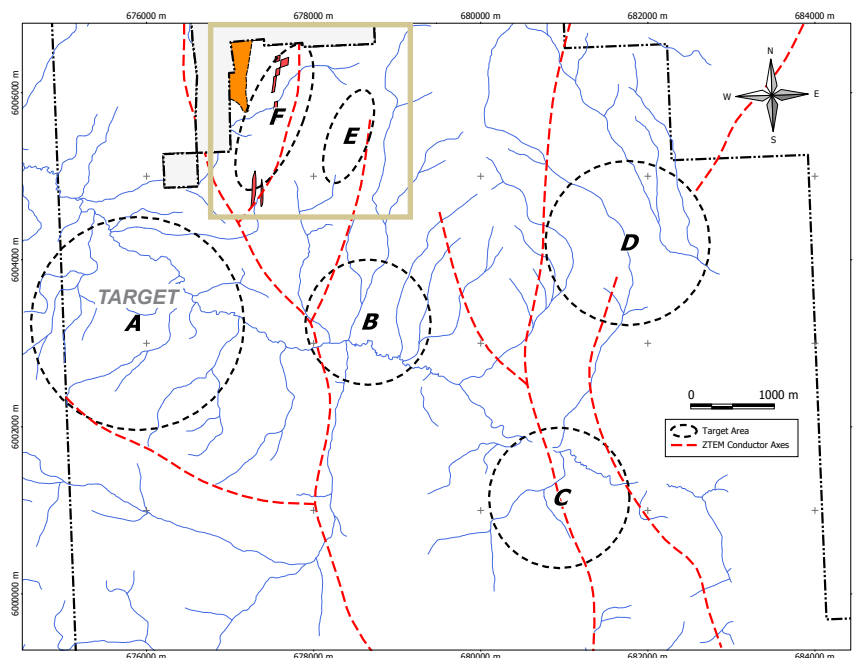 676000 m
678000 m
680000 m
682000 m
684000 m
6006000 m
N
W
E
S
F
E
D
6004000 m
TARGET
A
B
0
1000 m
Target Area
ZTEM Conductor Axes
6002000 m
C
6000000 m
676000 m
678000 m
680000 m
682000 m
684000 m